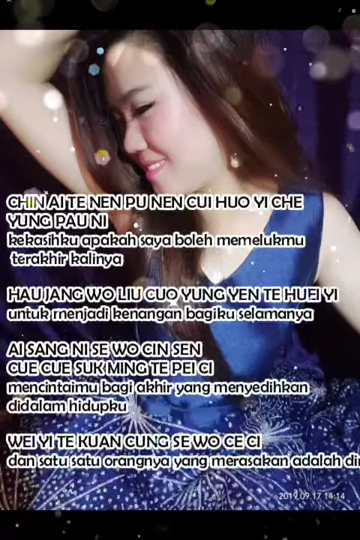 CHIN AI TE NEN PU NEN CUI HUO YI CHE
YUNG PAU NI
kekasihku apakah saya boleh memelukmu
terakhir kalinya
HAU JANG WO LIU CUO YUNG YEN TE HUEI YI
untuk menjadi kenangan bagiku selamanya
AI SANG NI SE WO CIN SEN
CUE CUE SUK MING TE PEI CI
mencintaimu bagi akhir yang menyedihkan
didalam hidupku
WEI YI TE KUAN CUNG SE WO CE CI
dan satu satu orangnya yang merasakan adalah
2019.09.17 14:14